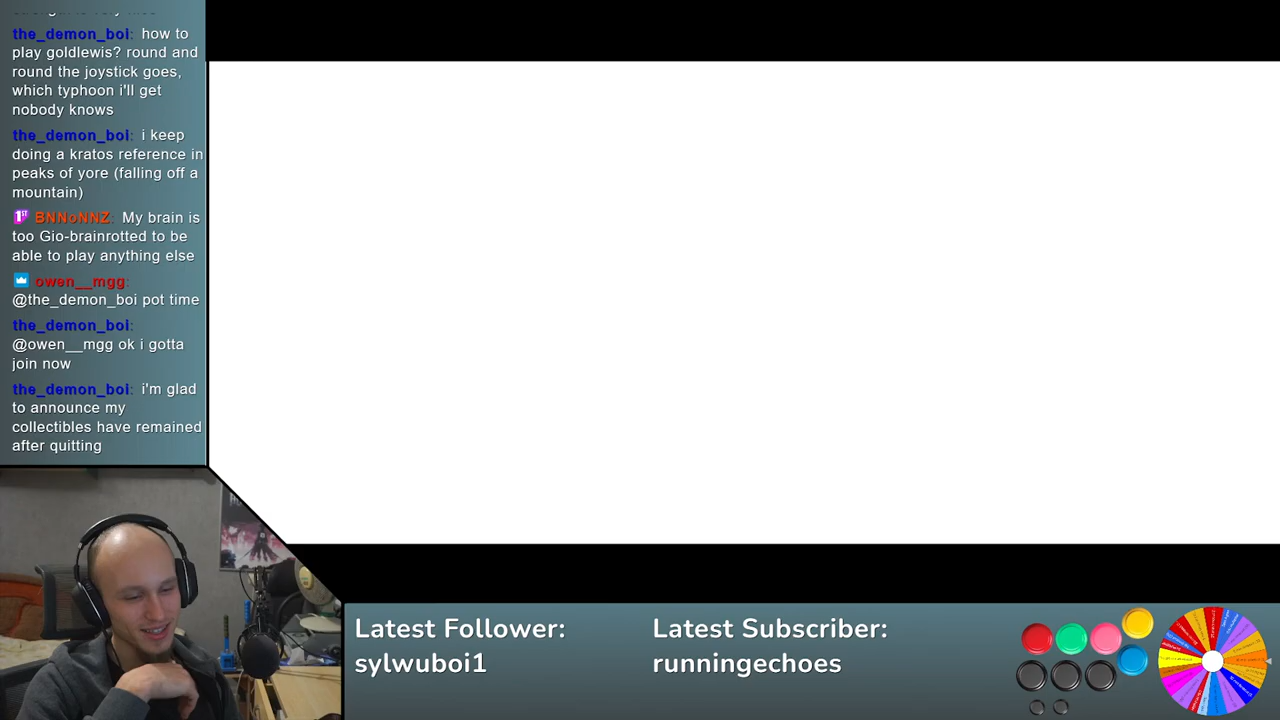 the_demon_boi: how to
play goldlewis? round and
round the joystick goes,
which typhoon i'll get
nobody knows
the_demon_boi: i keep
doing a kratos reference in
peaks of yore (falling off a
mountain)
1ST BNNoNNZ: My brain is
too Gio-brainrotted to be
able to play anything else
owen__mgg:
@the_demon_boi pot time
the_demon_boi:
@owen__mgg ok i gotta
join now
the_demon_boi: i'm glad
to announce my
collectibles have remained
after quitting
Latest Follower:
sylwuboi1
Latest Subscriber:
runningechoes